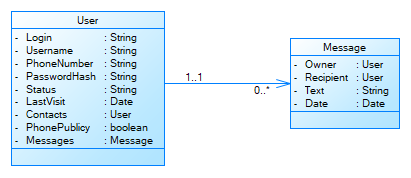 User
- Login : String
- Username : String
- PhoneNumber : String
- PasswordHash : String
- Status : String
- LastVisit : Date
- Contacts : User
- PhonePublicy : boolean
- Messages : Message
1..1
0..*
Message
- Owner : User
- Recipient : User
- Text : String
- Date : Date